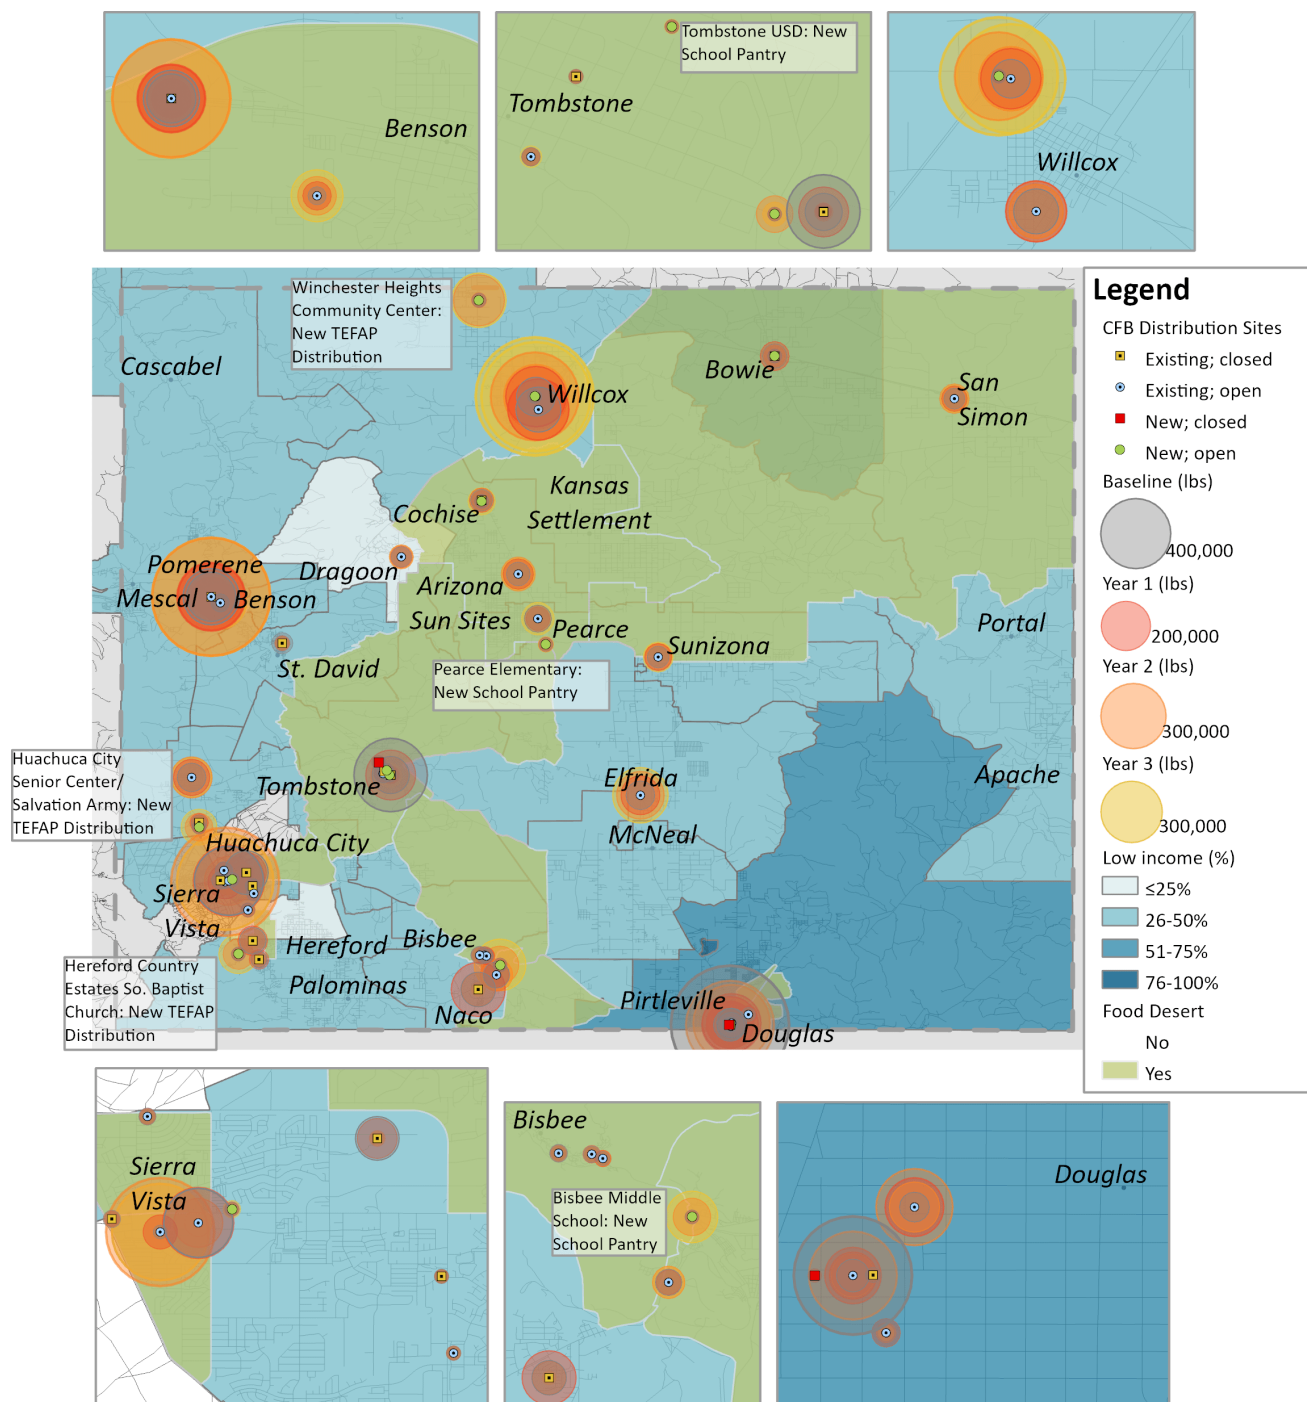 Benson
Tombstone USD: New
School Pantry
Tombstone
Willcox
Winchester Heights
Community Center:
New TEFAP
Distribution
Cascabel
Willcox
Bowie
San
Simon
Kansas
Settlement
Cochise
Dragoon
Pomerene
Mescal
Benson
Arizona
Sun Sites
Pearce
Sunizona
Portal
St. David
Pearce Elementary:
New School Pantry
Huachuca City
Senior Center/
Salvation Army: New
TEFAP Distribution
Tombstone
Elfrida
McNeal
Apache
Huachuca City
Sierra
Vista
Hereford
Bisbee
Palominas
Naco
Pirtleville
Douglas
Hereford Country
Estates So. Baptist
Church: New TEFAP
Distribution
Legend
CFB Distribution Sites
Existing; closed
Existing; open
New; closed
New; open
Baseline (lbs)
400,000
Year 1 (lbs)
200,000
Year 2 (lbs)
300,000
Year 3 (lbs)
300,000
Low income (%)
≤25%
26-50%
51-75%
76-100%
Food Desert
No
Yes
Sierra
Vista
Bisbee
Bisbee Middle
School: New
School Pantry
Douglas